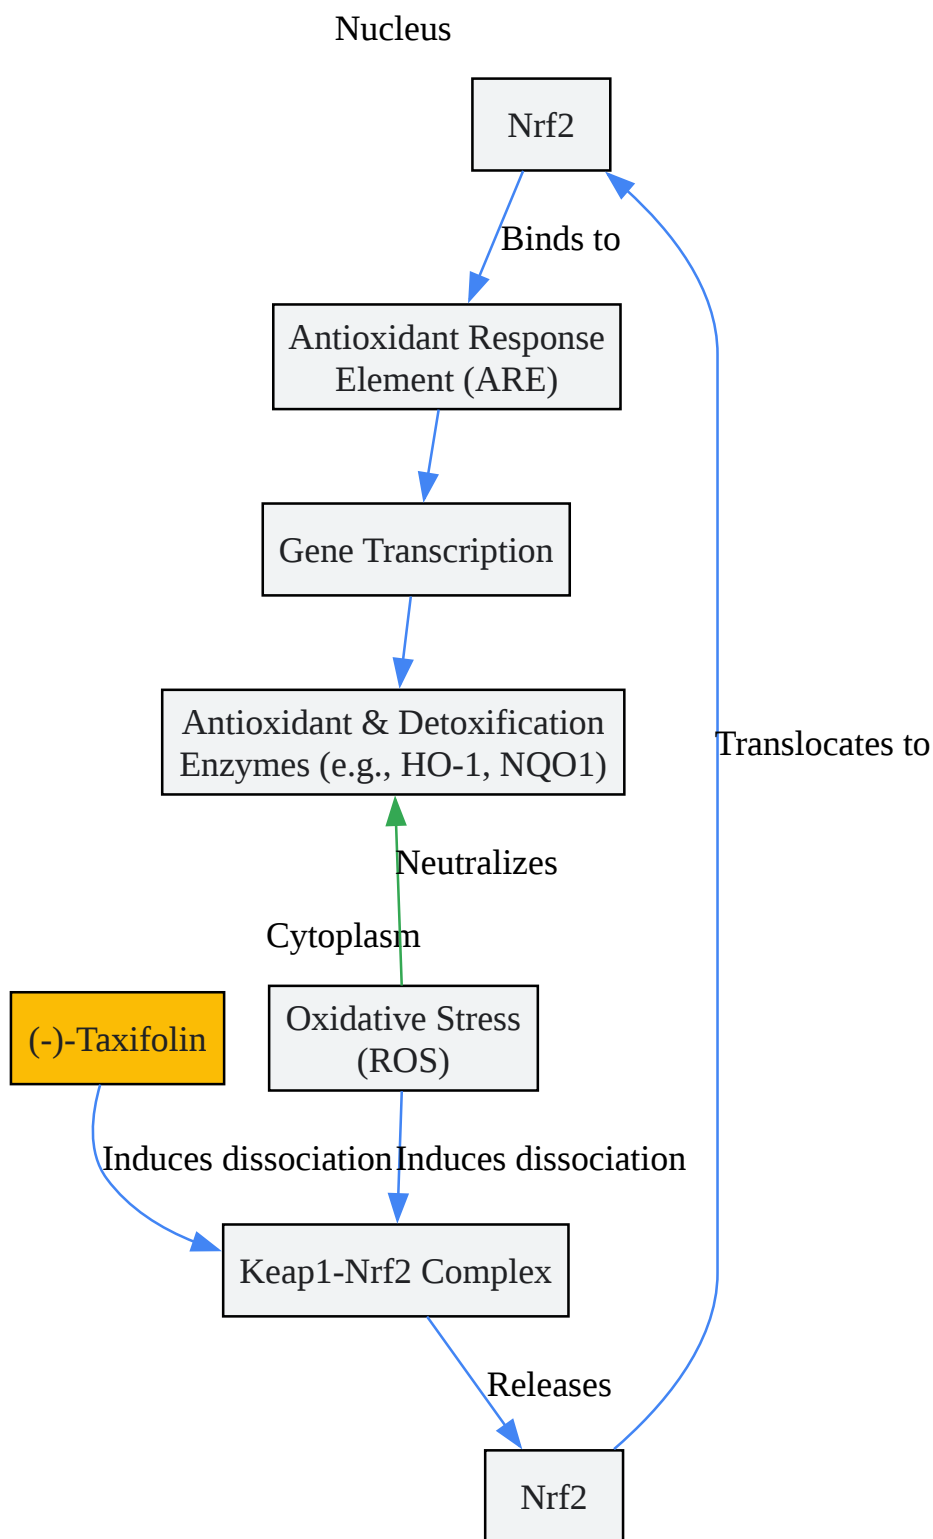 Nucleus
Nrf2
Binds to
Antioxidant Response
Element (ARE)
Gene Transcription
Antioxidant & Detoxification
Enzymes (e.g., HO-1, NQO1)
Translocates to
Neutralizes
Cytoplasm
(-)-Taxifolin
Oxidative Stress
(ROS)
Induces dissociation
Induces dissociation
Keap1-Nrf2 Complex
Releases
Nrf2